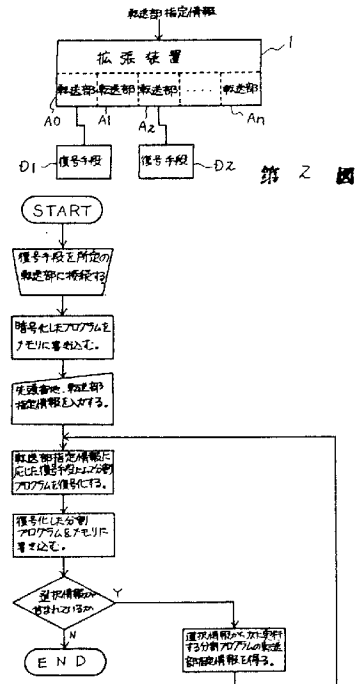 転送部指定情報
拡張装置
1
転送部 転送部 転送部 ・・・・ 転送部
A0 A1 A2 An
D1 復号手段 復号手段 D2
第2図
START
復号手段を所定の
転送部に接続する
暗号化したプログラムを
メモリに書き込む。
先頭番地、転送部
指定情報を入力する。
転送部指定情報に
応じた復号手段によって分割
プログラムを復号化する。
復号化した分割
プログラムをメモリに
書き込む。
選択情報が
含まれているか
Y
N
選択情報から、次に実行
する分割プログラムの転送
部指定情報を得る。
END